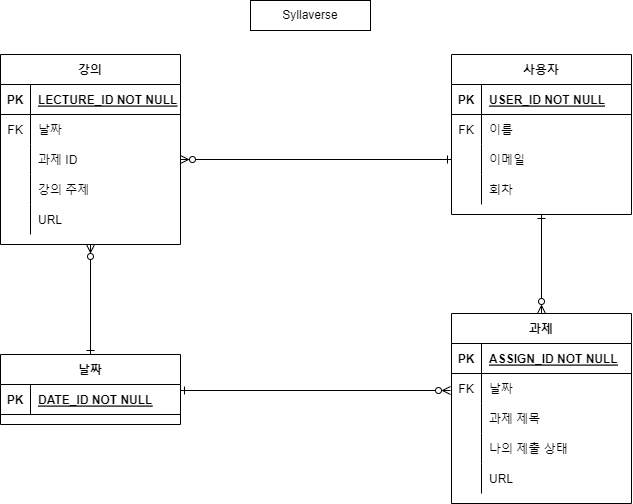 Syllaverse
강의
PK LECTURE_ID NOT NULL
FK 날짜
과제 ID
강의 주제
URL
사용자
PK USER_ID NOT NULL
FK 이름
이메일
회차
날짜
PK DATE_ID NOT NULL
과제
PK ASSIGN_ID NOT NULL
FK 날짜
과제 제목
나의 제출 상태
URL